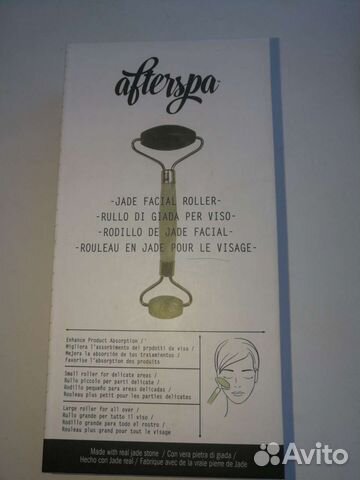 afterspa
-JADE FACIAL ROLLER-
-RULLO DI GIADA PER VISO-
-RODILLO DE JADE FACIAL-
-ROULEAU EN JADE POUR LE VISAGE-
Enhance Product Absorption /
Migliora l'assorbimento dei prodotti da viso /
Mejora la absorción de tus tratamientos /
Favorise l'absorption des produits
Small roller for delicate areas /
Rullo piccolo per parti delicate /
Rodillo pequeño para areas delicadas /
Rouleau plus petit pour les parties delicates
Large roller for all over /
Rullo grande per tutto il viso /
Rodillo grande para todo el rostro /
Rouleau plus grand pour tout le visage
Made with real jade stone / Con vera pietra di giada /
Hecho con Jade real / Fabrique avec de la vraie pierre de Jade
Avito